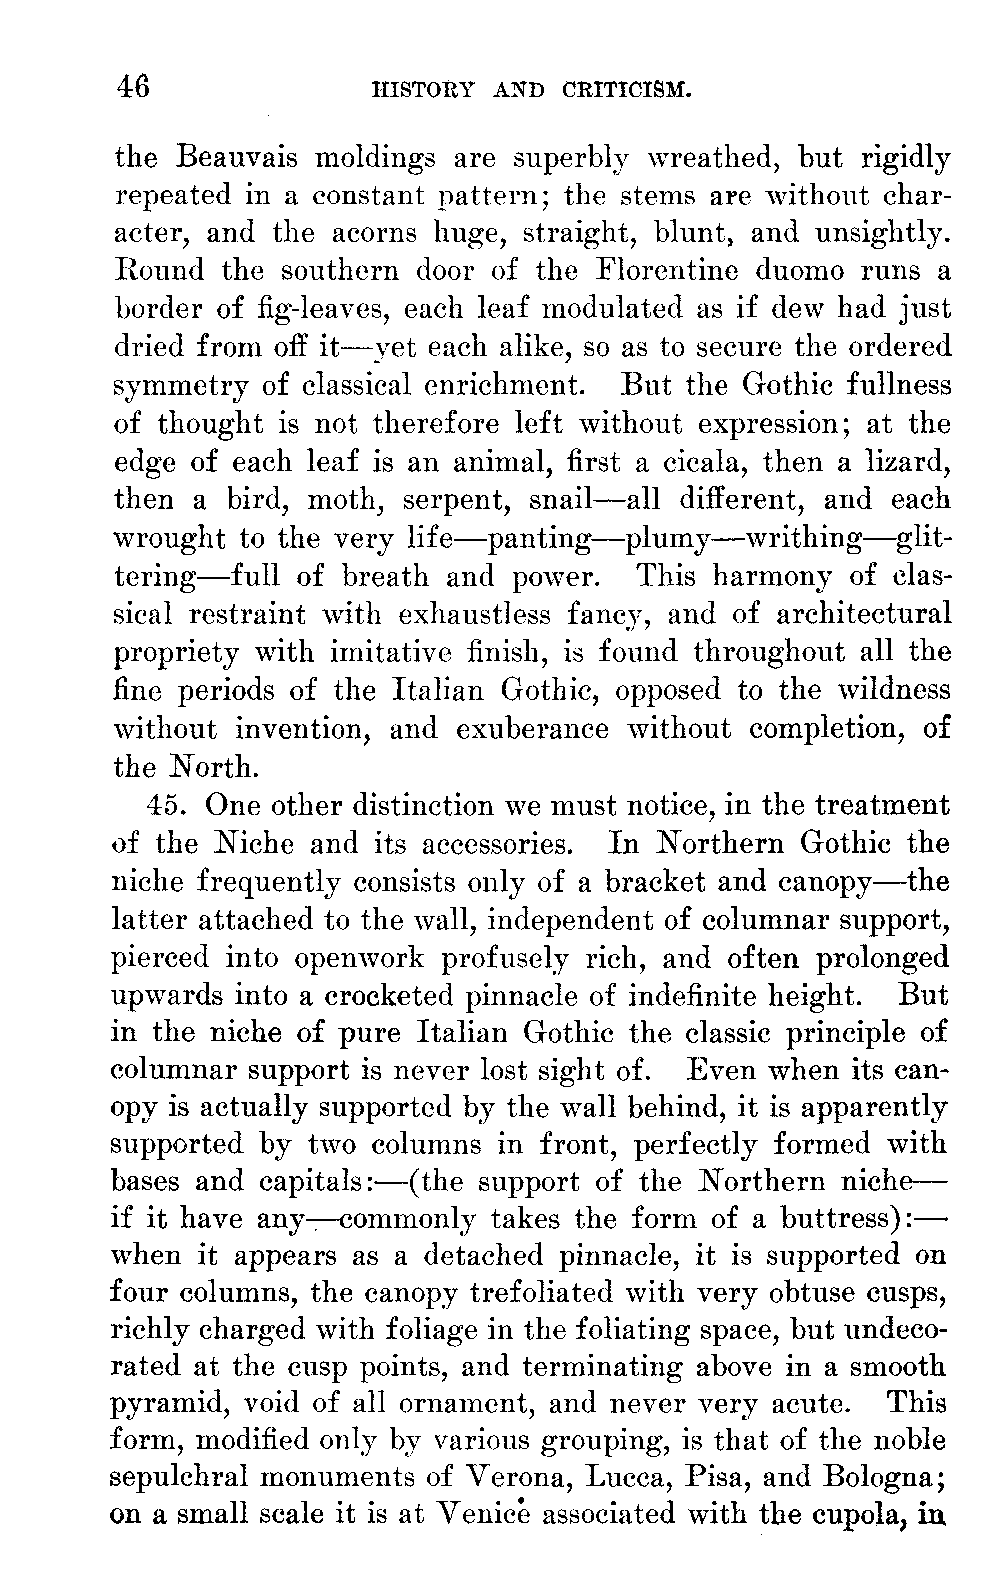 46 HISTORY AND CRITICISM.
the Beauvais moldings are superbly wreathed, but rigidly
repeated in a constant pattern; the stems are without char-
acter, and the acorns huge, straight, blunt, and unsightly.
Round the southern door of the Florentine duomo runs a
border of fig-leaves, each leaf modulated as if dew had just
dried from off it—yet each alike, so as to secure the ordered
symmetry of classical enrichment. But the Gothic fullness
of thought is not therefore left without expression; at the
edge of each leaf is an animal, first a cicala, then a lizard,
then a bird, moth, serpent, snail—all different, and each
wrought to the very life—panting—plumy—writhing—glit-
tering—full of breath and power. This harmony of clas-
sical restraint with exhaustless fancy, and of architectural
propriety with imitative finish, is found throughout all the
fine periods of the Italian Gothic, opposed to the wildness
without invention, and exuberance without completion, of
the North.
45. One other distinction we must notice, in the treatment
of the Niche and its accessories. In Northern Gothic the
niche frequently consists only of a bracket and canopy—the
latter attached to the wall, independent of columnar support,
pierced into openwork profusely rich, and often prolonged
upwards into a crocketed pinnacle of indefinite height. But
in the niche of pure Italian Gothic the classic principle of
columnar support is never lost sight of. Even when its can-
opy is actually supported by the wall behind, it is apparently
supported by two columns in front, perfectly formed with
bases and capitals:—(the support of the Northern niche—
if it have any—commonly takes the form of a buttress):—
when it appears as a detached pinnacle, it is supported on
four columns, the canopy trefoliated with very obtuse cusps,
richly charged with foliage in the foliating space, but undeco-
rated at the cusp points, and terminating above in a smooth
pyramid, void of all ornament, and never very acute. This
form, modified only by various grouping, is that of the noble
sepulchral monuments of Verona, Lucca, Pisa, and Bologna;
on a small scale it is at Venice associated with the cupola, in